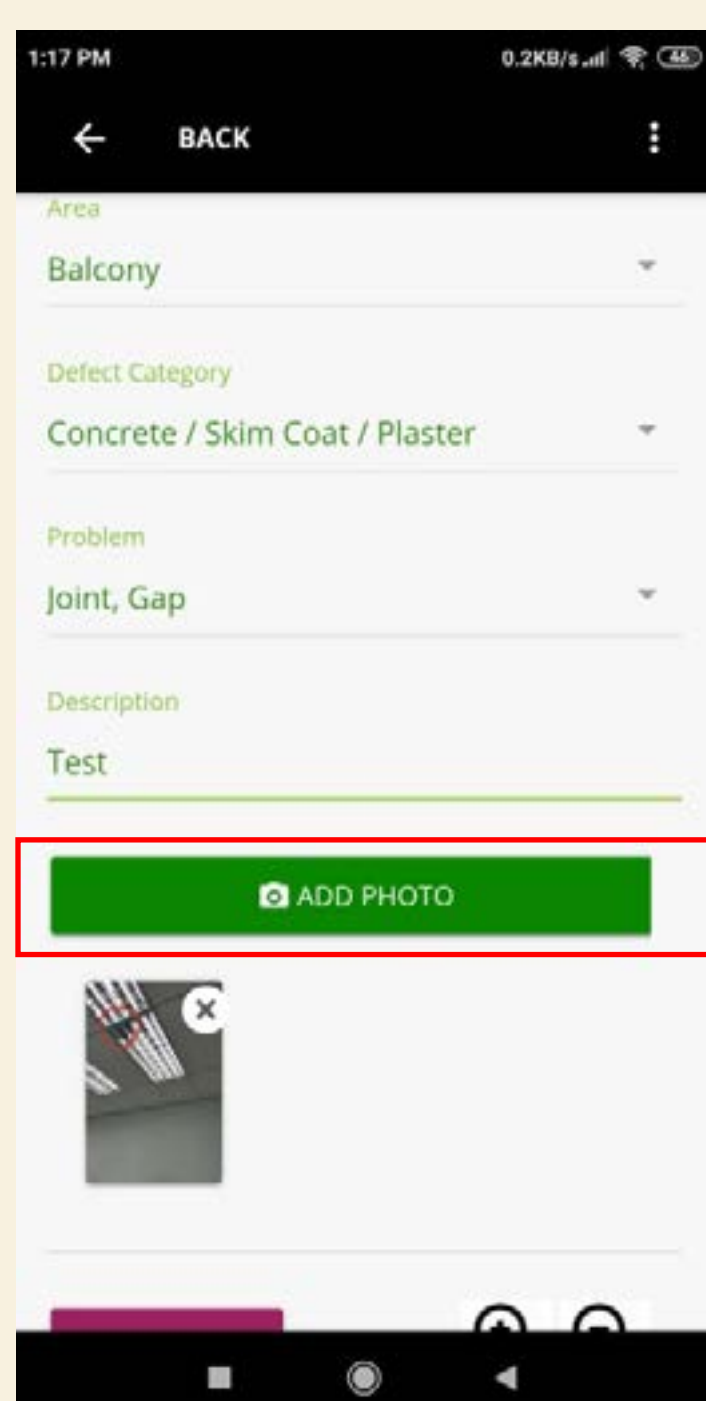 1:17 PM 0.2KB/s 46
BACK
Area
Balcony
Defect Category
Concrete / Skim Coat / Plaster
Problem
Joint, Gap
Description
Test
ADD PHOTO